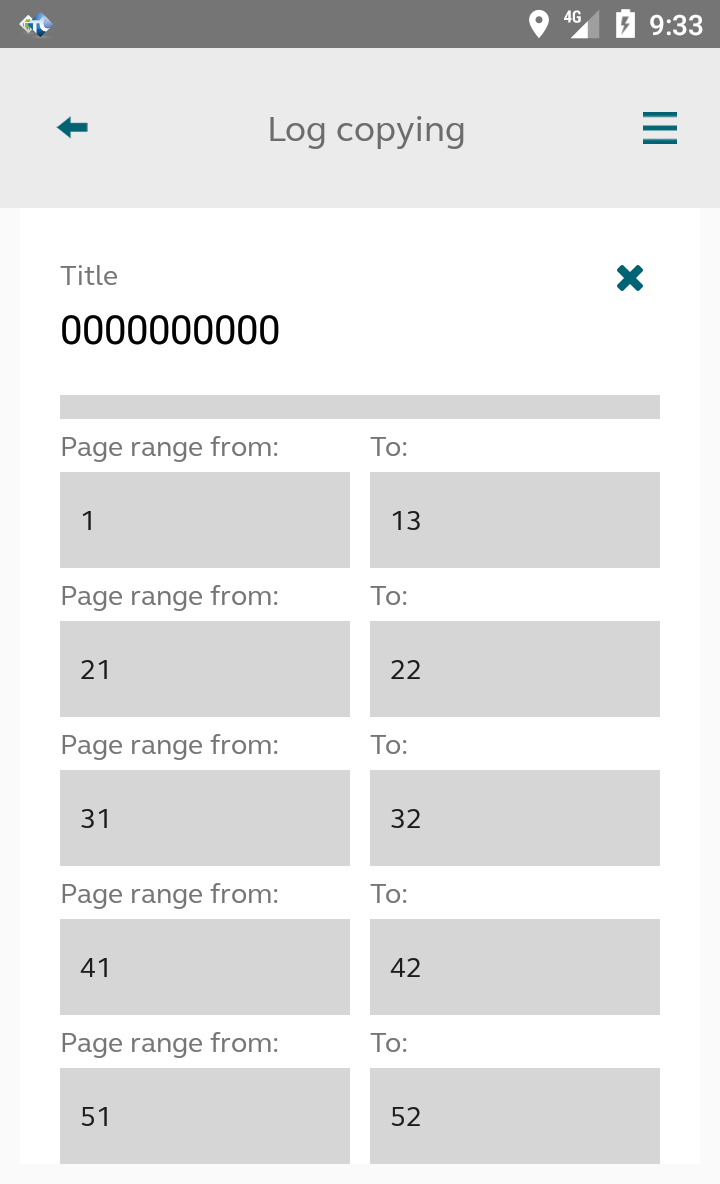 4G 9:33
Log copying
Title
0000000000
Page range from: To:
1 13
Page range from: To:
21 22
Page range from: To:
31 32
Page range from: To:
41 42
Page range from: To:
51 52